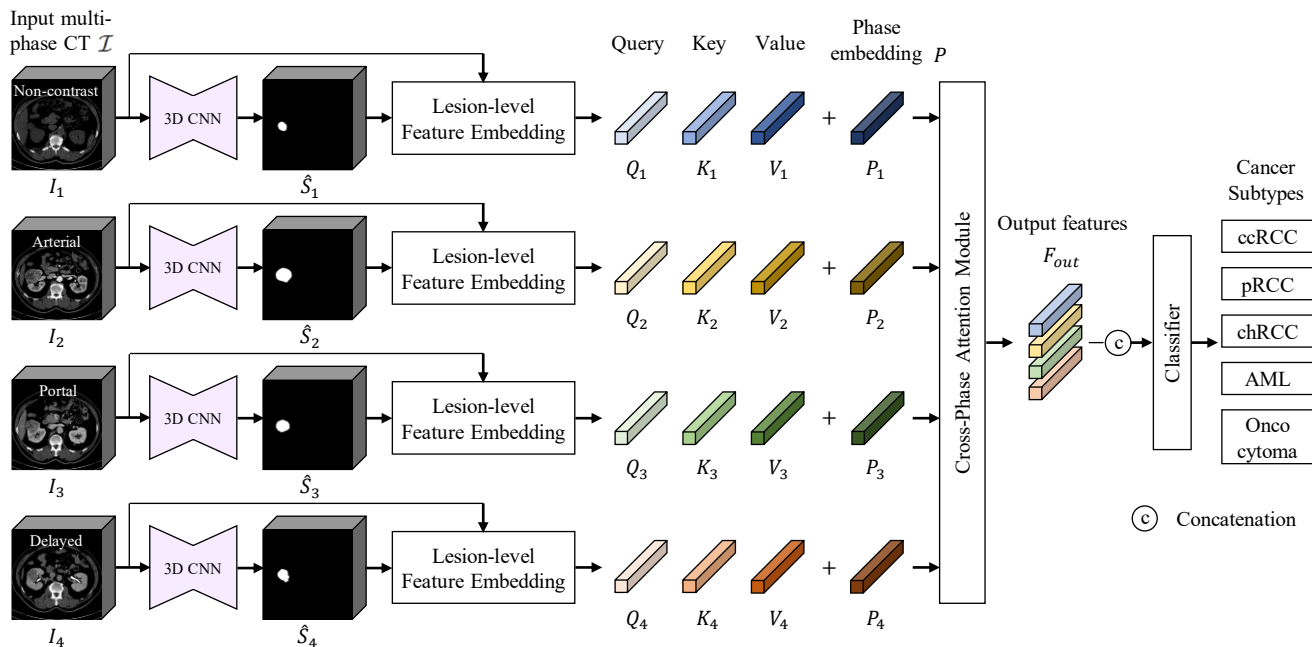 Input multi-
phase CT ℐ
Query Key Value Phase
embedding P
Non-contrast
3D CNN
Lesion-level
Feature Embedding
+
I₁
Ŝ₁
Q₁ K₁ V₁ P₁
Arterial
3D CNN
Lesion-level
Feature Embedding
+
I₂
Ŝ₂
Q₂ K₂ V₂ P₂
Portal
3D CNN
Lesion-level
Feature Embedding
+
I₃
Ŝ₃
Q₃ K₃ V₃ P₃
Delayed
3D CNN
Lesion-level
Feature Embedding
+
I₄
Ŝ₄
Q₄ K₄ V₄ P₄
Cross-Phase Attention Module
Output features
F_out
c
Classifier
Cancer
Subtypes
ccRCC
pRCC
chRCC
AML
Onco
cytoma
c Concatenation